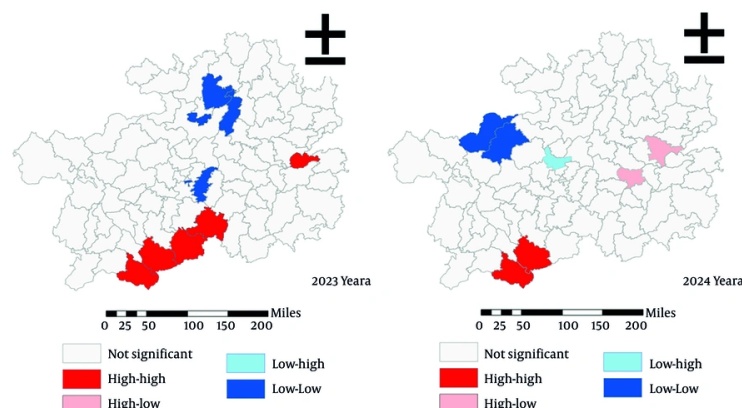 2023 Yeara
2024 Yeara
Miles
0 25 50 100 150 200
Miles
0 25 50 100 150 200
Not significant
High-high
High-low
Low-high
Low-Low
Not significant
High-high
High-low
Low-high
Low-Low